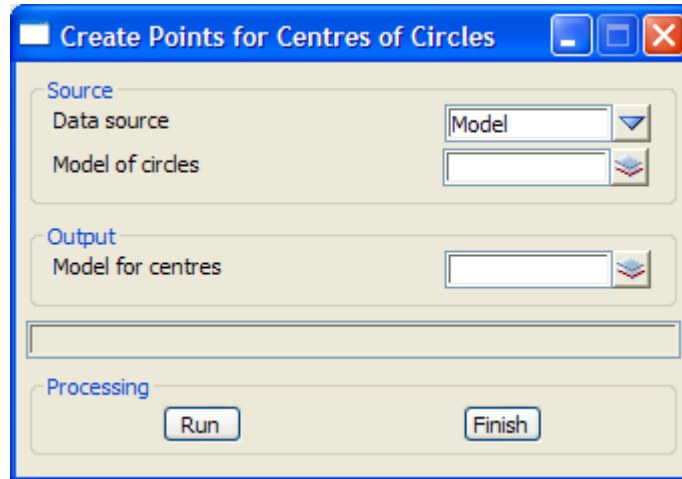 Create Points for Centres of Circles
Source
Data source Model
Model of circles
Output
Model for centres
Processing
Run Finish